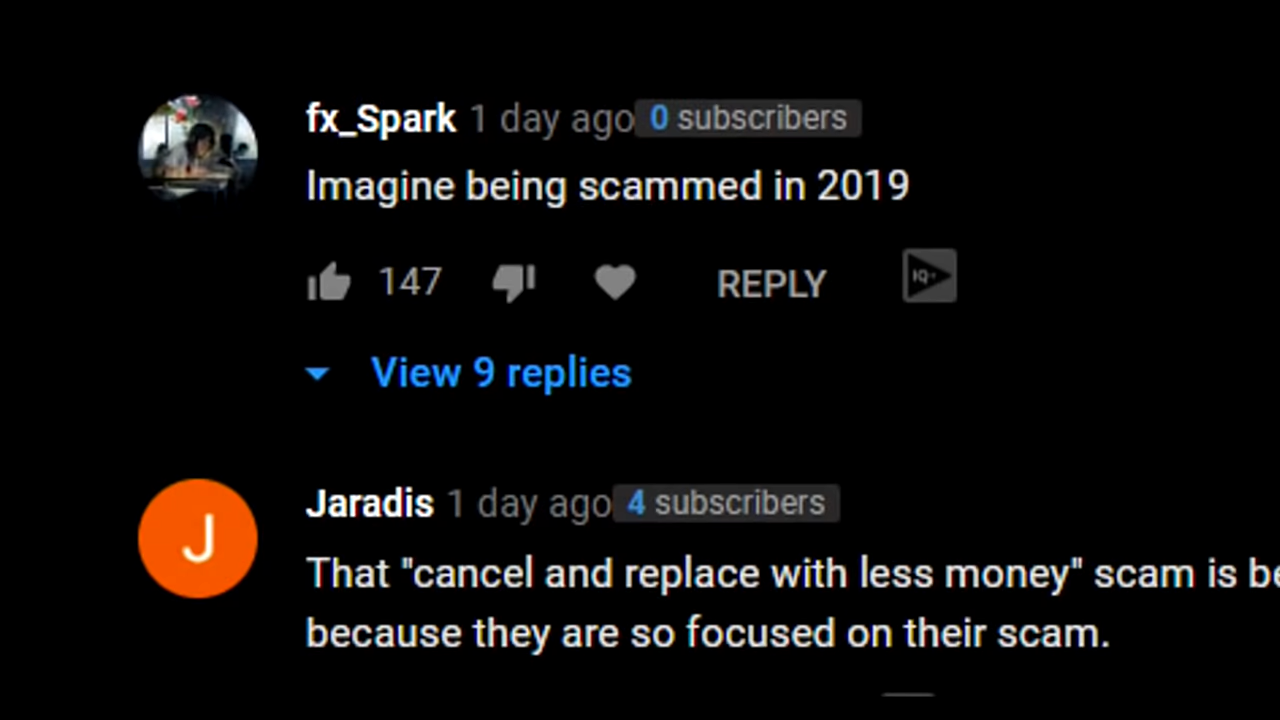 fx_Spark 1 day ago 0 subscribers
Imagine being scammed in 2019
147 REPLY IQ+
View 9 replies
J
Jaradis 1 day ago 4 subscribers
That "cancel and replace with less money" scam is be
because they are so focused on their scam.